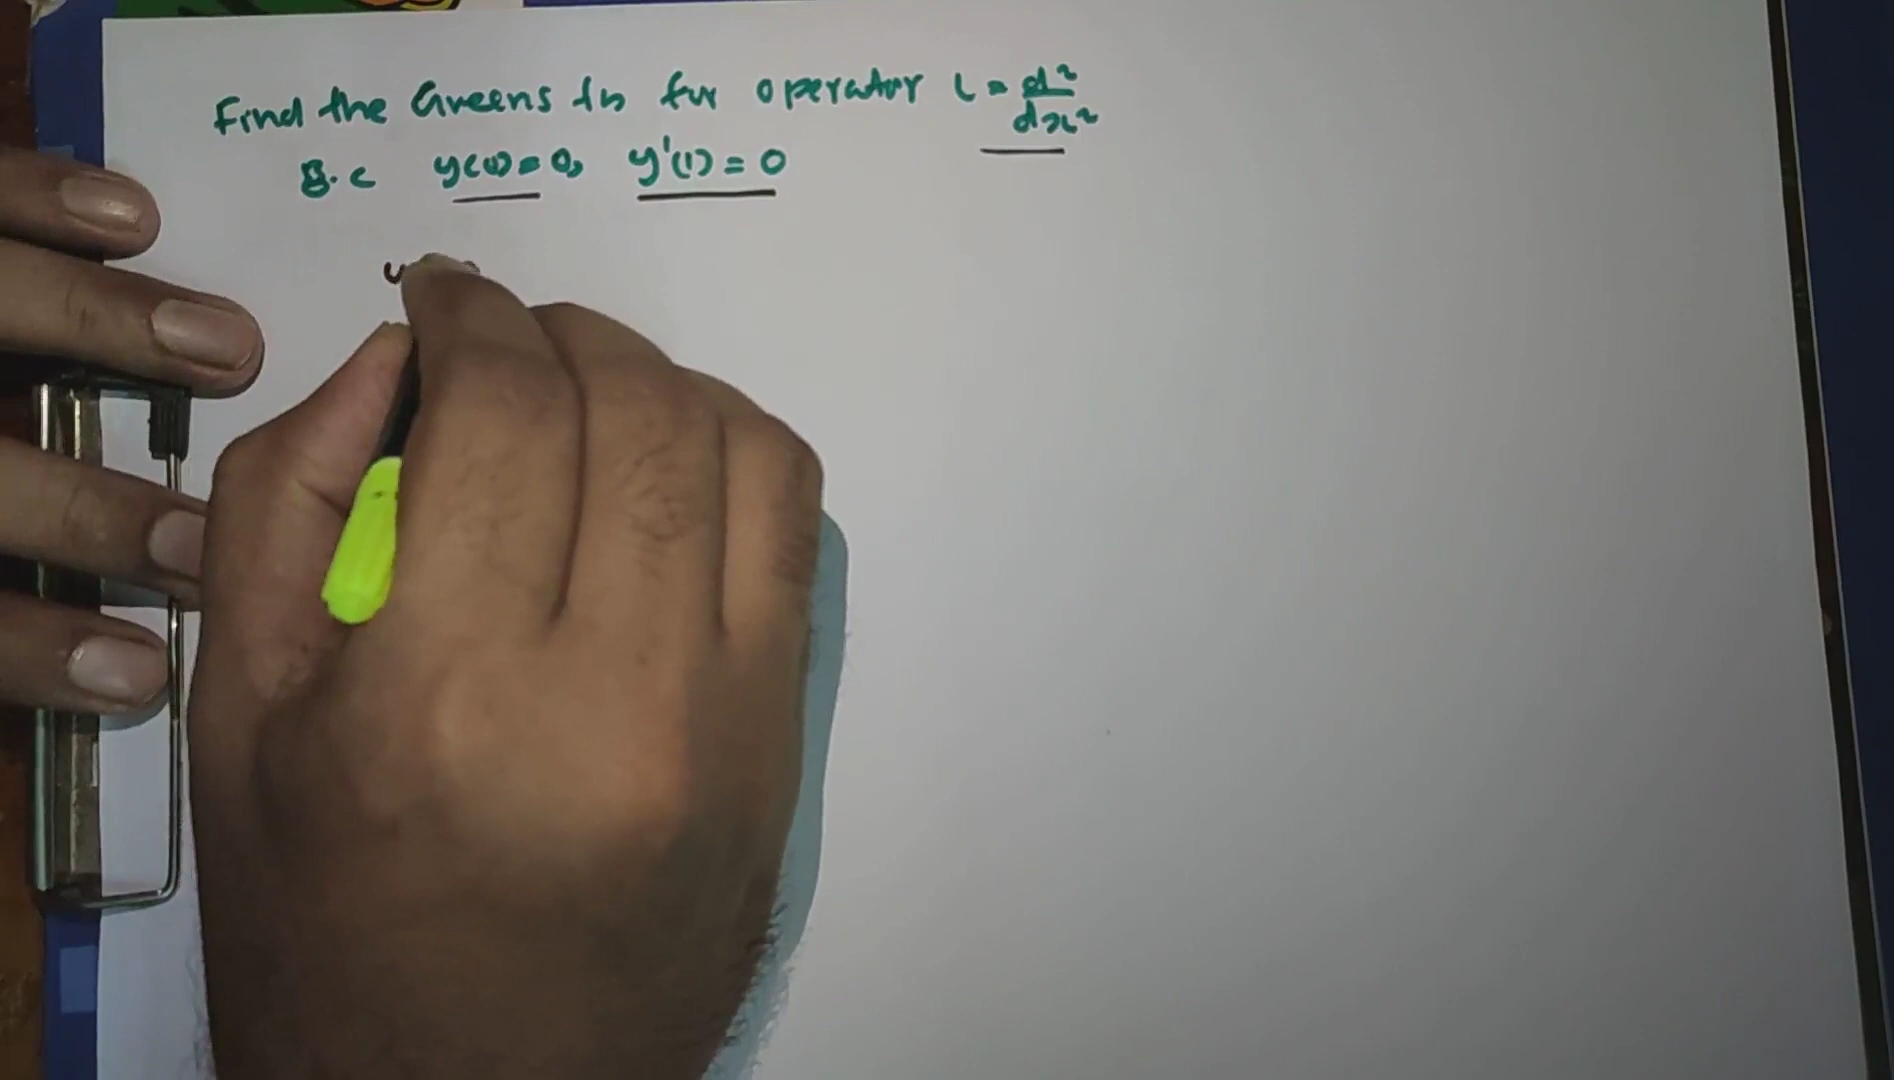 Find the Greens fn for operator L = d²/dx²
B.C y(0)=0, y'(1) = 0